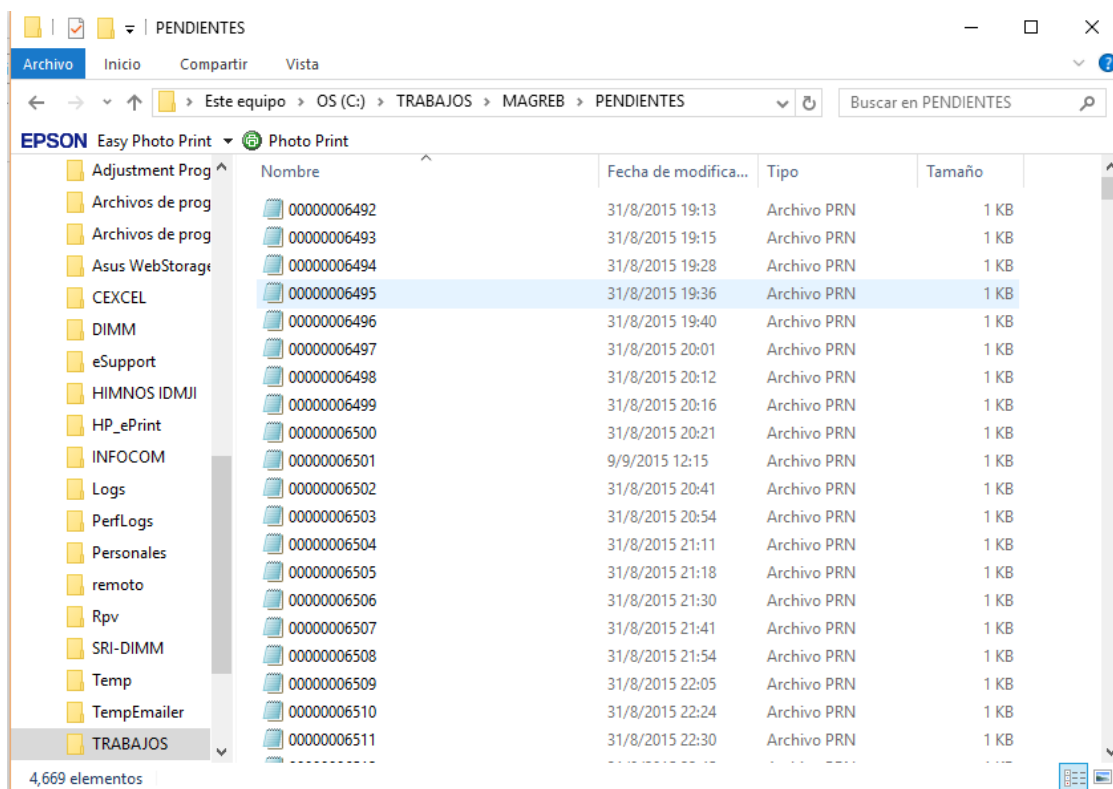 PENDIENTES
Archivo Inicio Compartir Vista
Este equipo > OS (C:) > TRABAJOS > MAGREB > PENDIENTES Buscar en PENDIENTES
EPSON Easy Photo Print Photo Print
Nombre Fecha de modifica... Tipo Tamaño
Adjustment Prog
Archivos de prog
Archivos de prog
Asus WebStorage
CEXCEL
DIMM
eSupport
HIMNOS IDMJI
HP_ePrint
INFOCOM
Logs
PerfLogs
Personales
remoto
Rpv
SRI-DIMM
Temp
TempEmailer
TRABAJOS
00000006492 31/8/2015 19:13 Archivo PRN 1 KB
00000006493 31/8/2015 19:15 Archivo PRN 1 KB
00000006494 31/8/2015 19:28 Archivo PRN 1 KB
00000006495 31/8/2015 19:36 Archivo PRN 1 KB
00000006496 31/8/2015 19:40 Archivo PRN 1 KB
00000006497 31/8/2015 20:01 Archivo PRN 1 KB
00000006498 31/8/2015 20:12 Archivo PRN 1 KB
00000006499 31/8/2015 20:16 Archivo PRN 1 KB
00000006500 31/8/2015 20:21 Archivo PRN 1 KB
00000006501 9/9/2015 12:15 Archivo PRN 1 KB
00000006502 31/8/2015 20:41 Archivo PRN 1 KB
00000006503 31/8/2015 20:54 Archivo PRN 1 KB
00000006504 31/8/2015 21:11 Archivo PRN 1 KB
00000006505 31/8/2015 21:18 Archivo PRN 1 KB
00000006506 31/8/2015 21:30 Archivo PRN 1 KB
00000006507 31/8/2015 21:41 Archivo PRN 1 KB
00000006508 31/8/2015 21:54 Archivo PRN 1 KB
00000006509 31/8/2015 22:05 Archivo PRN 1 KB
00000006510 31/8/2015 22:24 Archivo PRN 1 KB
00000006511 31/8/2015 22:30 Archivo PRN 1 KB
4,669 elementos